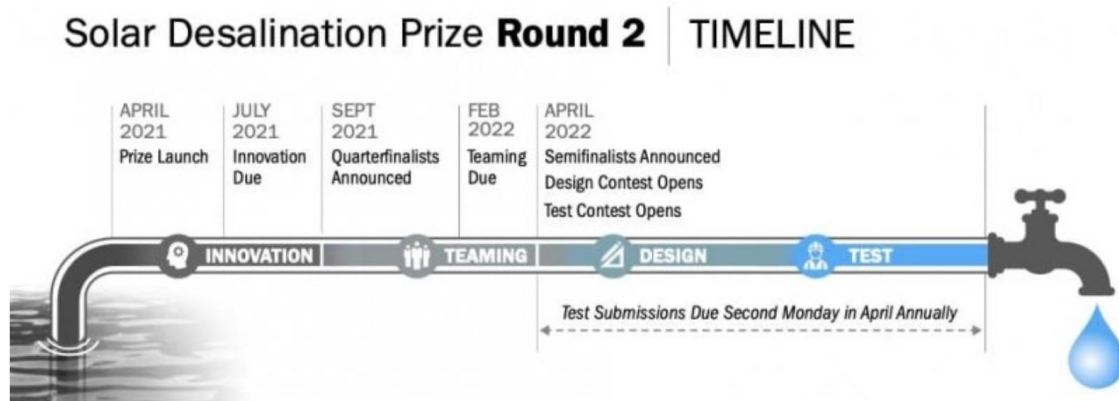 Solar Desalination Prize Round 2 | TIMELINE
APRIL
2021
Prize Launch
JULY
2021
Innovation
Due
SEPT
2021
Quarterfinalists
Announced
FEB
2022
Teaming
Due
APRIL
2022
Semifinalists Announced
Design Contest Opens
Test Contest Opens
INNOVATION
TEAMING
DESIGN
TEST
Test Submissions Due Second Monday in April Annually